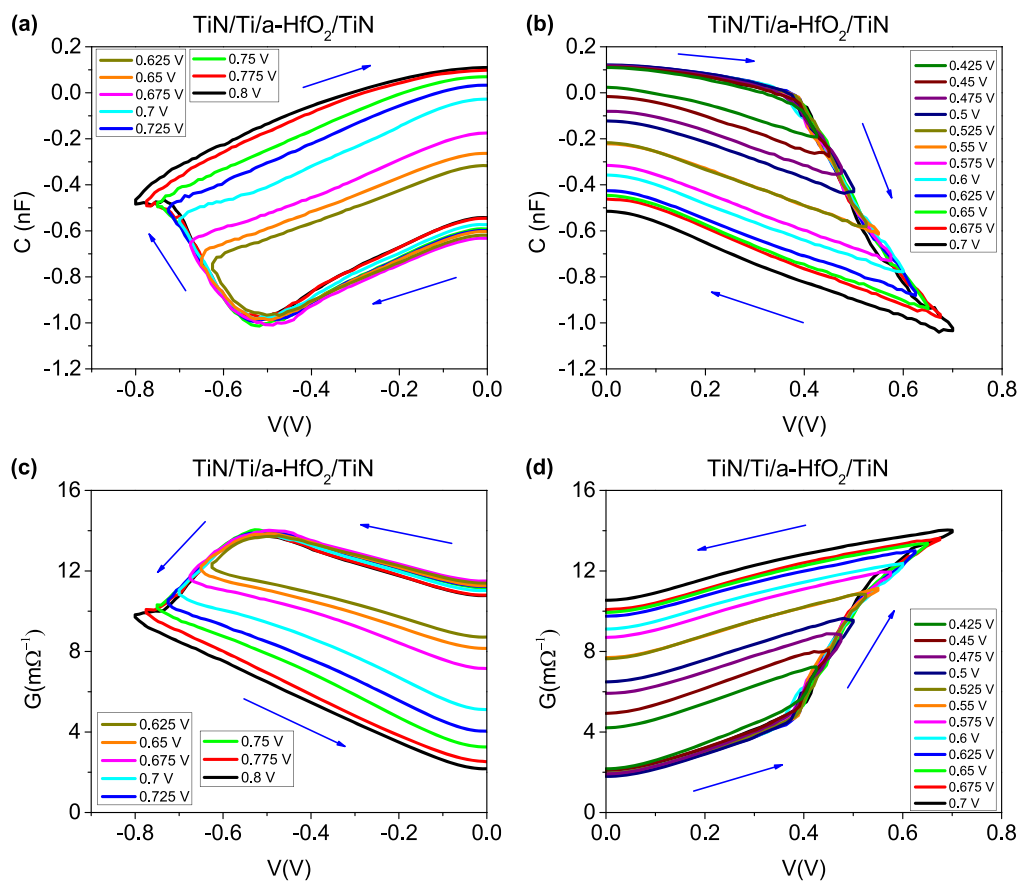 (a) TiN/Ti/a-HfO₂/TiN
0.2
0.0
-0.2
-0.4
-0.6
-0.8
-1.0
-1.2
C (nF)
0.625 V
0.65 V
0.675 V
0.7 V
0.725 V
0.75 V
0.775 V
0.8 V
-0.8 -0.6 -0.4 -0.2 0.0
V(V)
(b) TiN/Ti/a-HfO₂/TiN
0.2
0.0
-0.2
-0.4
-0.6
-0.8
-1.0
-1.2
C (nF)
0.425 V
0.45 V
0.475 V
0.5 V
0.525 V
0.55 V
0.575 V
0.6 V
0.625 V
0.65 V
0.675 V
0.7 V
0.0 0.2 0.4 0.6 0.8
V(V)
(c) TiN/Ti/a-HfO₂/TiN
16
12
8
4
0
G(mΩ⁻¹)
0.625 V
0.65 V
0.675 V
0.7 V
0.725 V
0.75 V
0.775 V
0.8 V
-0.8 -0.6 -0.4 -0.2 0.0
V(V)
(d) TiN/Ti/a-HfO₂/TiN
16
12
8
4
0
G(mΩ⁻¹)
0.425 V
0.45 V
0.475 V
0.5 V
0.525 V
0.55 V
0.575 V
0.6 V
0.625 V
0.65 V
0.675 V
0.7 V
0.0 0.2 0.4 0.6 0.8
V(V)